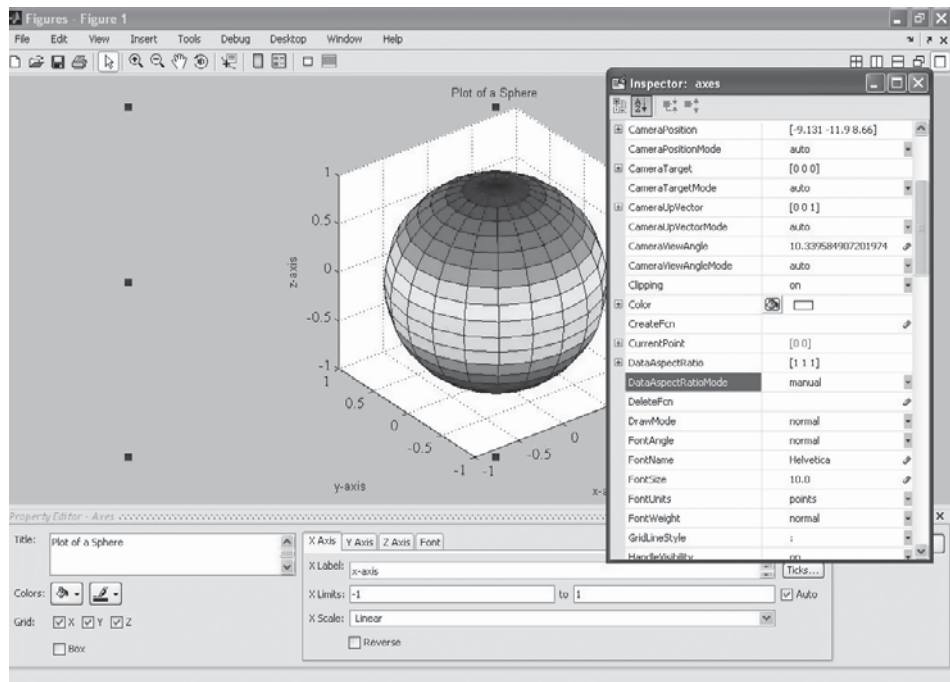 Figures - Figure 1
File Edit View Insert Tools Debug Desktop Window Help
Plot of a Sphere
1
0.5
0
-0.5
-1
z-axis
1
0.5
0
-0.5
-1
y-axis
-1
-0.5
0
x-a
Inspector: axes
CameraPosition [-9.131 -11.9 8.66]
CameraPositionMode auto
CameraTarget [0 0 0]
CameraTargetMode auto
CameraUpVector [0 0 1]
CameraUpVectorMode auto
CameraViewAngle 10.339584907201974
CameraViewAngleMode auto
Clipping on
Color
CreateFcn
CurrentPoint [0 0]
DataAspectRatio [1 1 1]
DataAspectRatioMode manual
DeleteFcn
DrawMode normal
FontAngle normal
FontName Helvetica
FontSize 10.0
FontUnits points
FontWeight normal
GridLineStyle :
HandleVisibility on
Property Editor - Axes
Title: Plot of a Sphere
Colors:
Grid: X Y Z
Box
X Axis Y Axis Z Axis Font
X Label: x-axis
Ticks...
X Limits: -1 to 1 Auto
X Scale: Linear
Reverse